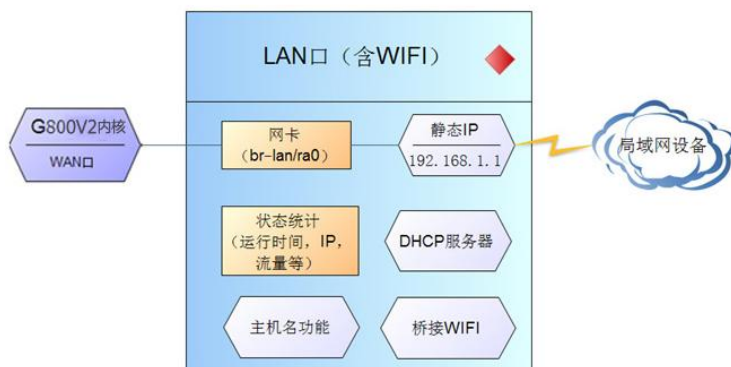 LAN口（含WIFI）
G800V2内核
WAN口
网卡
（br-lan/ra0）
静态IP
192.168.1.1
局域网设备
状态统计
（运行时间，IP，
流量等）
DHCP服务器
主机名功能
桥接WIFI